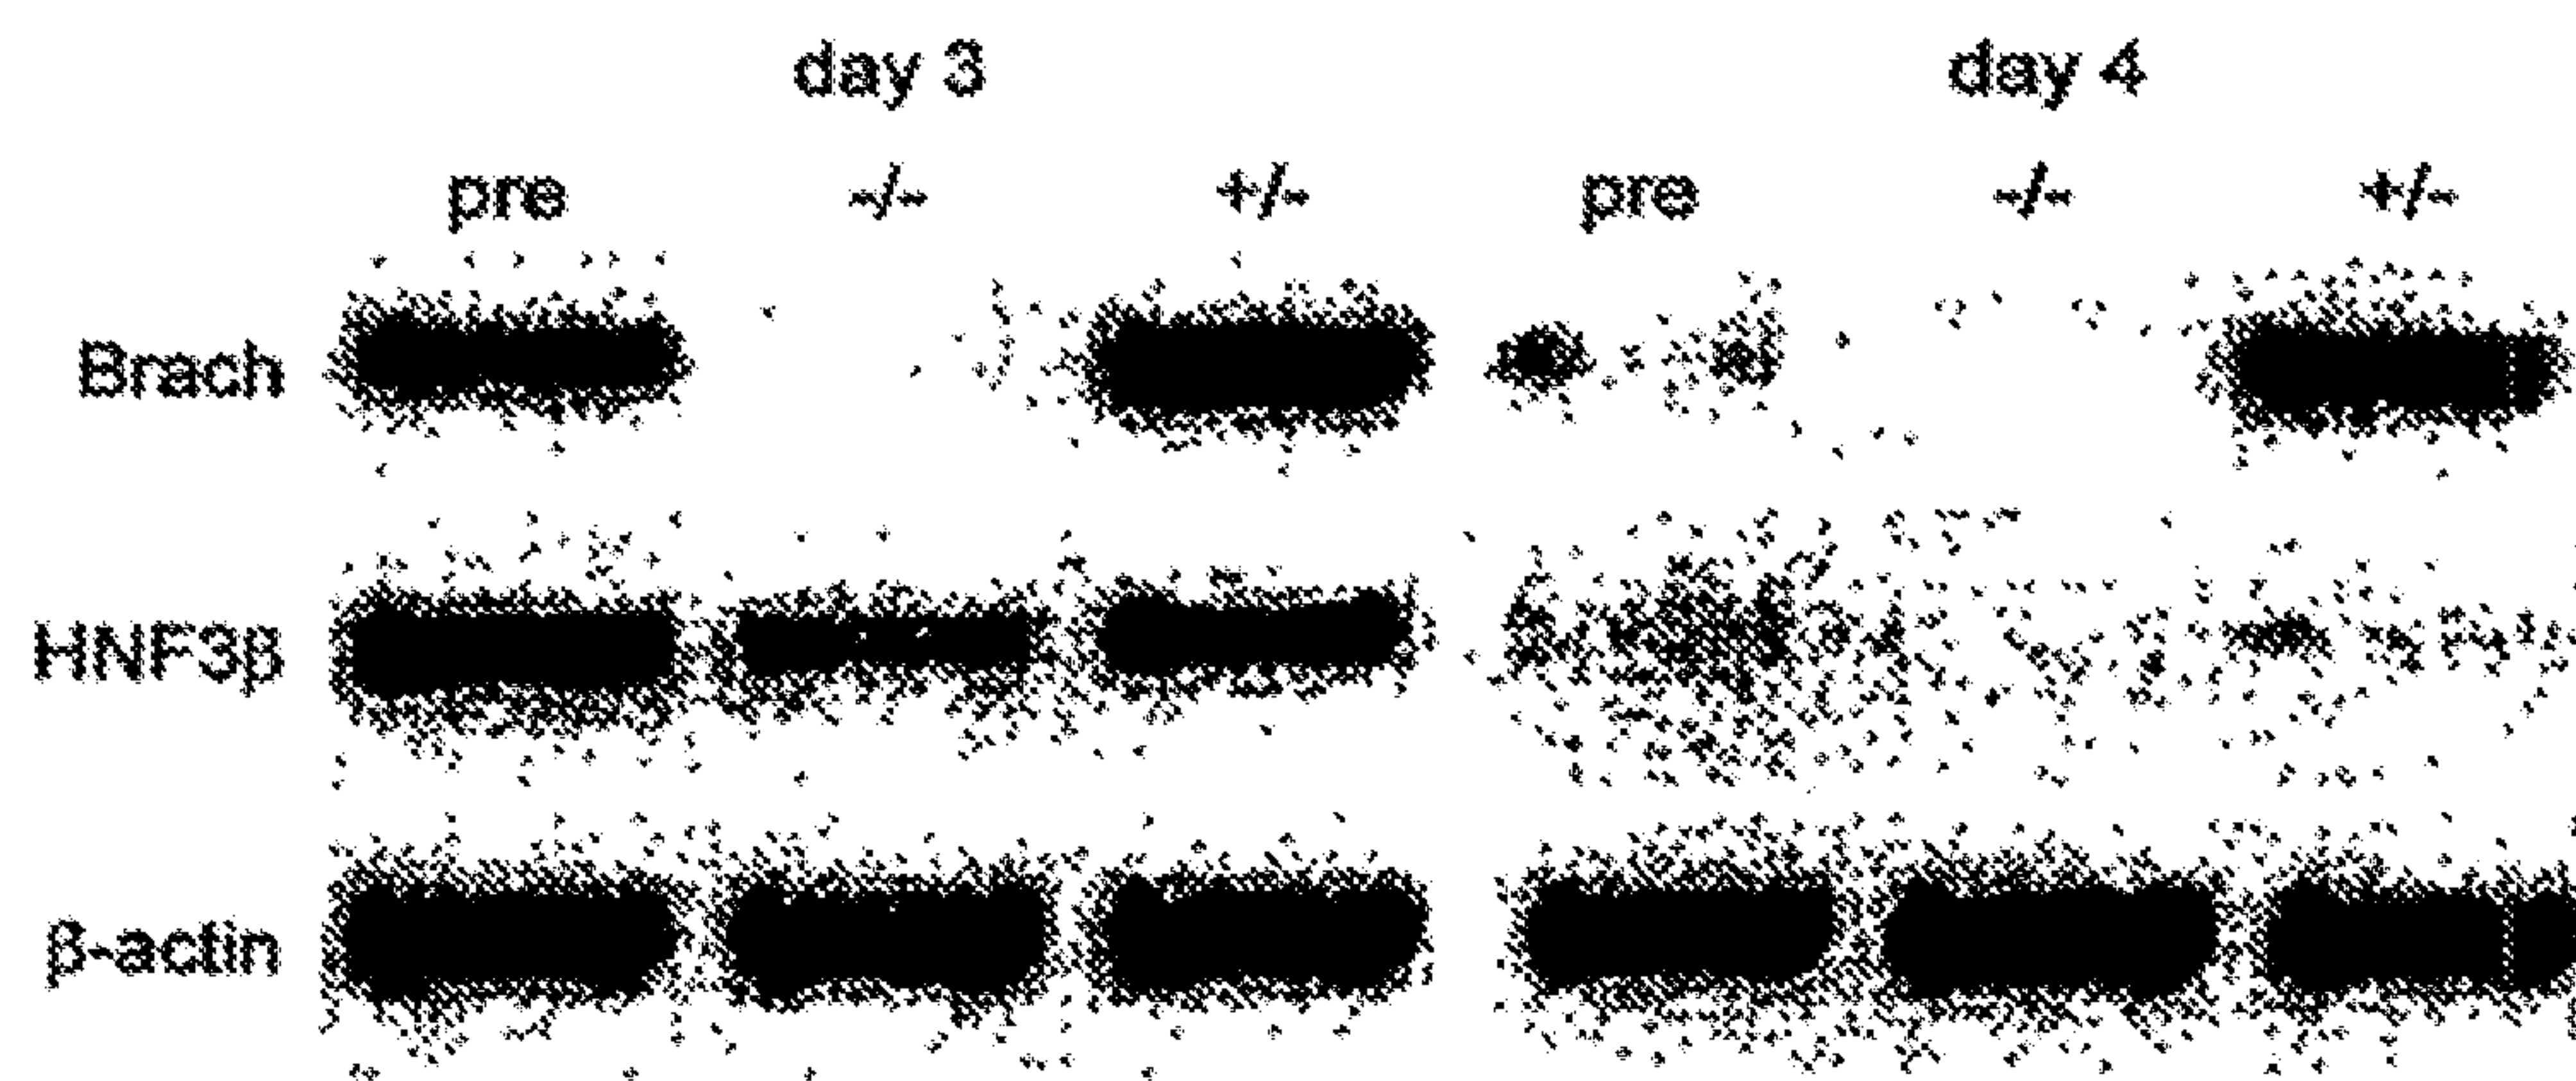 day 3 day 4
pre -/- +/- pre -/- +/-
Brach
HNF3β
β-actin